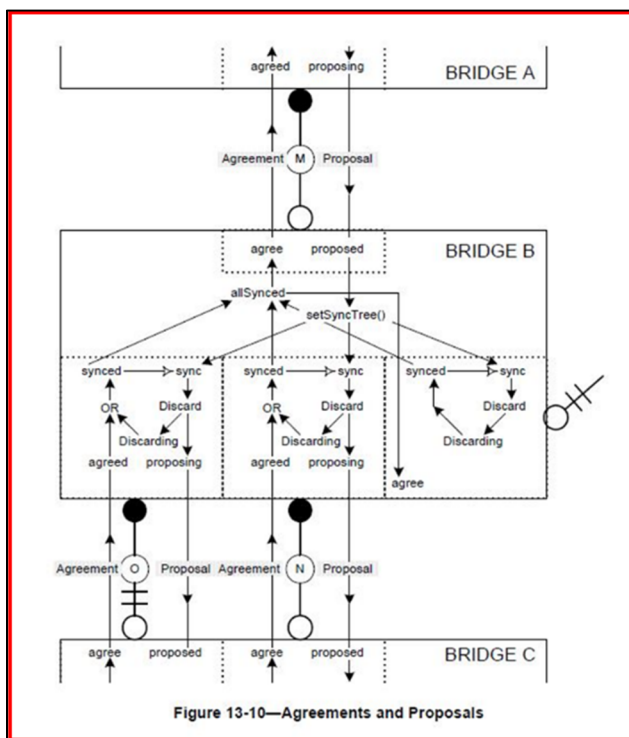 agreed proposing
BRIDGE A
Agreement M Proposal
agree proposed
BRIDGE B
allSynced
setSyncTree()
synced sync synced sync synced sync
OR Discard OR Discard Discard
Discarding Discarding Discarding
agreed proposing agreed proposing
agree
Agreement O Proposal Agreement N Proposal
agree proposed agree proposed
BRIDGE C
Figure 13-10—Agreements and Proposals